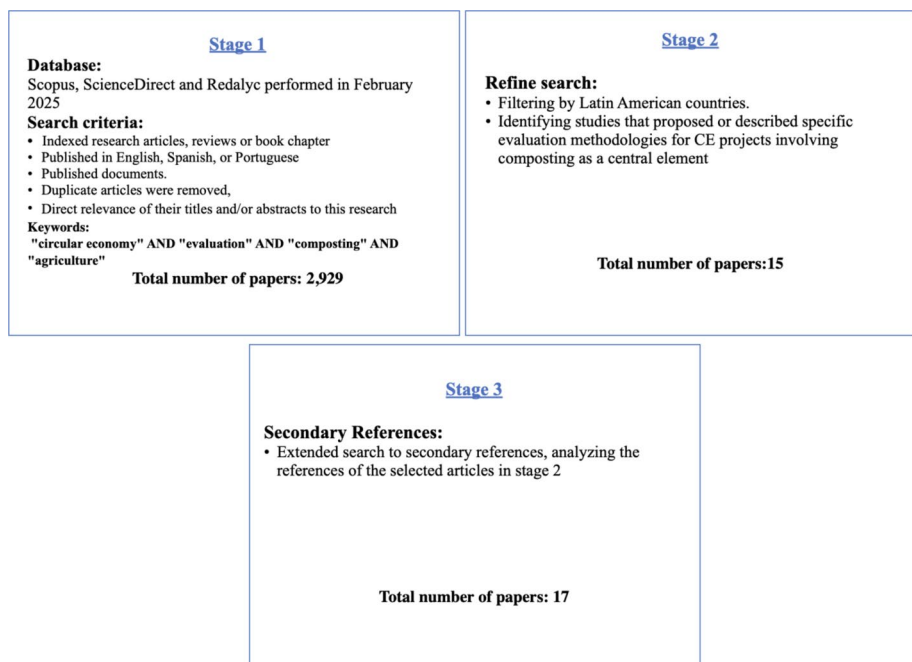 Stage 1
Database:
Scopus, ScienceDirect and Redalyc performed in February
2025
Search criteria:
• Indexed research articles, reviews or book chapter
• Published in English, Spanish, or Portuguese
• Published documents.
• Duplicate articles were removed,
• Direct relevance of their titles and/or abstracts to this research
Keywords:
"circular economy" AND "evaluation" AND "composting" AND
"agriculture"
Total number of papers: 2,929
Stage 2
Refine search:
• Filtering by Latin American countries.
• Identifying studies that proposed or described specific
evaluation methodologies for CE projects involving
composting as a central element
Total number of papers:15
Stage 3
Secondary References:
• Extended search to secondary references, analyzing the
references of the selected articles in stage 2
Total number of papers: 17